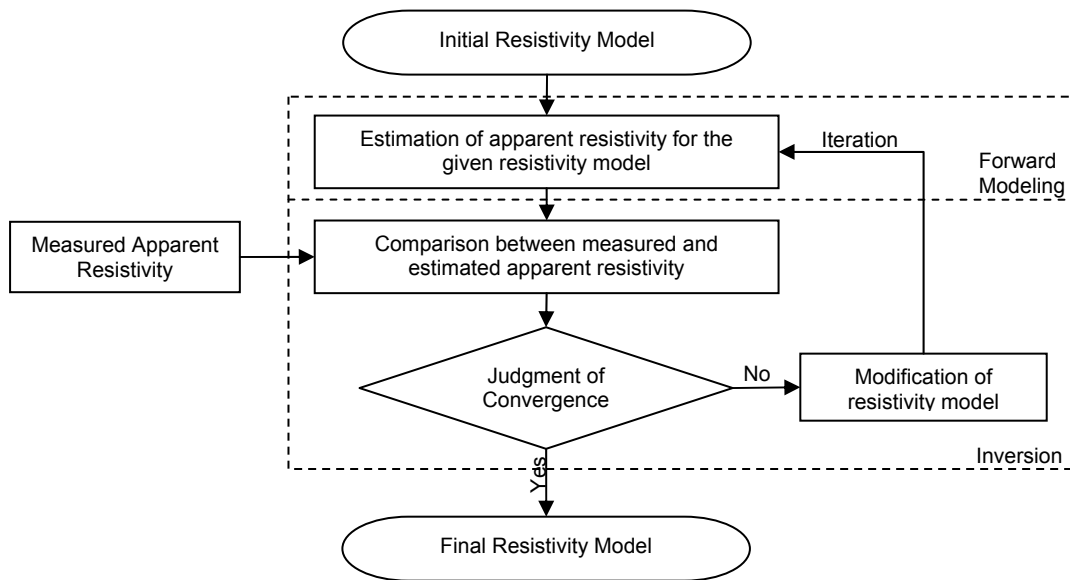 Initial Resistivity Model
Estimation of apparent resistivity for the
given resistivity model
Iteration
Forward
Modeling
Measured Apparent
Resistivity
Comparison between measured and
estimated apparent resistivity
Judgment of
Convergence
No
Modification of
resistivity model
Inversion
Yes
Final Resistivity Model